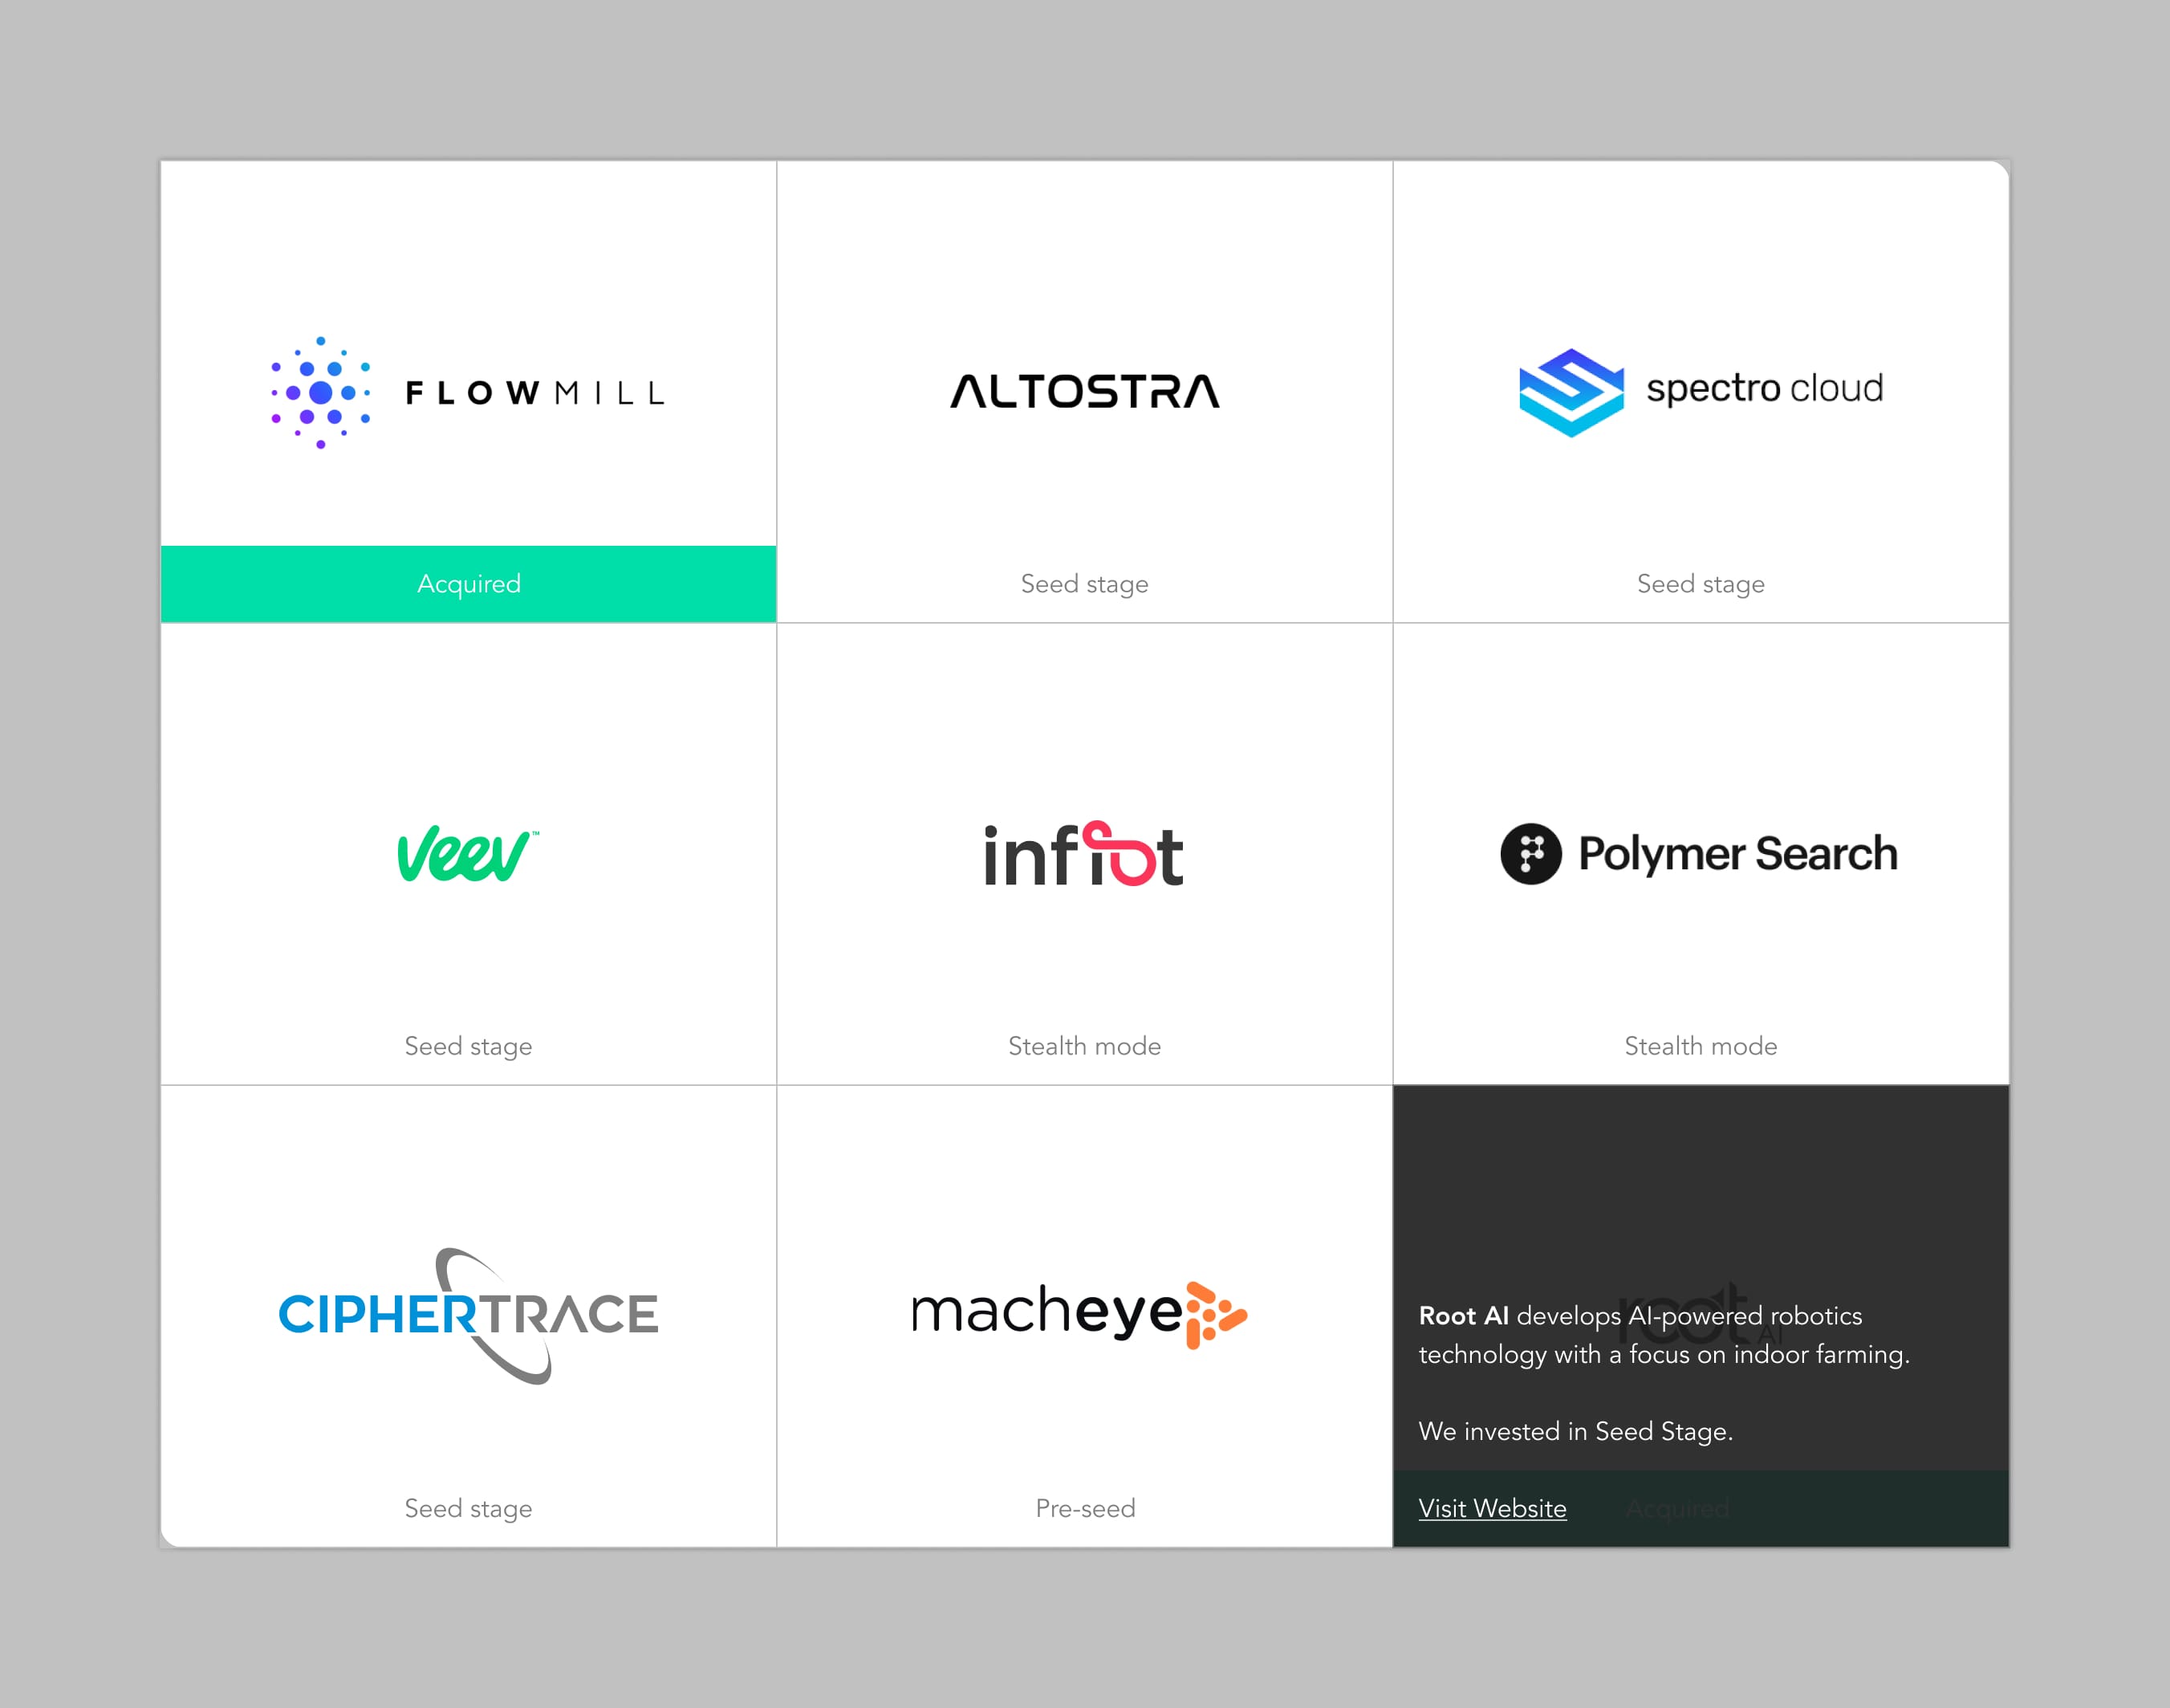 FLOWMILL
Acquired
ALTOSTRA
Seed stage
spectro cloud
Seed stage
veev™
Seed stage
infiot
Stealth mode
Polymer Search
Stealth mode
CIPHERTRACE
Seed stage
macheye
Pre-seed
root AI
Root AI develops AI-powered robotics
technology with a focus on indoor farming.
We invested in Seed Stage.
Visit Website
Acquired